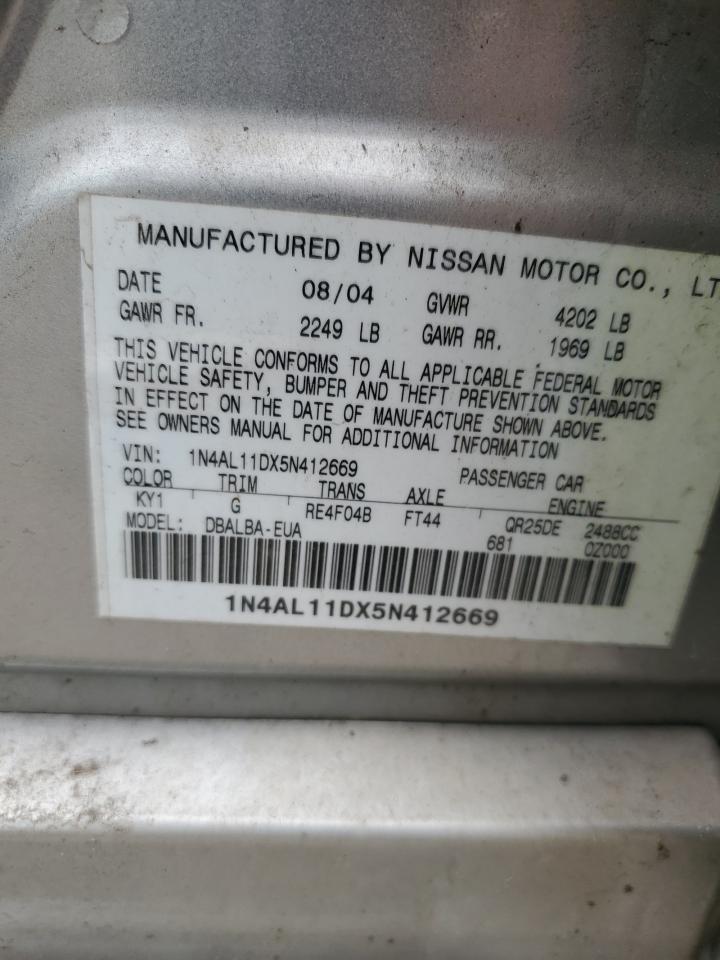 MANUFACTURED BY NISSAN MOTOR CO., LT
DATE 08/04 GVWR 4202 LB
GAWR FR. 2249 LB GAWR RR. 1969 LB
THIS VEHICLE CONFORMS TO ALL APPLICABLE FEDERAL MOTOR
VEHICLE SAFETY, BUMPER AND THEFT PREVENTION STANDARDS
IN EFFECT ON THE DATE OF MANUFACTURE SHOWN ABOVE.
SEE OWNERS MANUAL FOR ADDITIONAL INFORMATION
VIN: 1N4AL11DX5N412669 PASSENGER CAR
COLOR TRIM TRANS AXLE ENGINE
KY1 G RE4F04B FT44 QR25DE 2488CC
MODEL: DBALBA-EUA 681 0Z000
1N4AL11DX5N412669